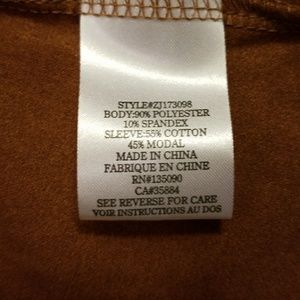 STYLE#ZJ173098
BODY:90% POLYESTER
10% SPANDEX
SLEEVE:55% COTTON
45% MODAL
MADE IN CHINA
FABRIQUE EN CHINE
RN#135090
CA#35884
SEE REVERSE FOR CARE
VOIR INSTRUCTIONS AU DOS